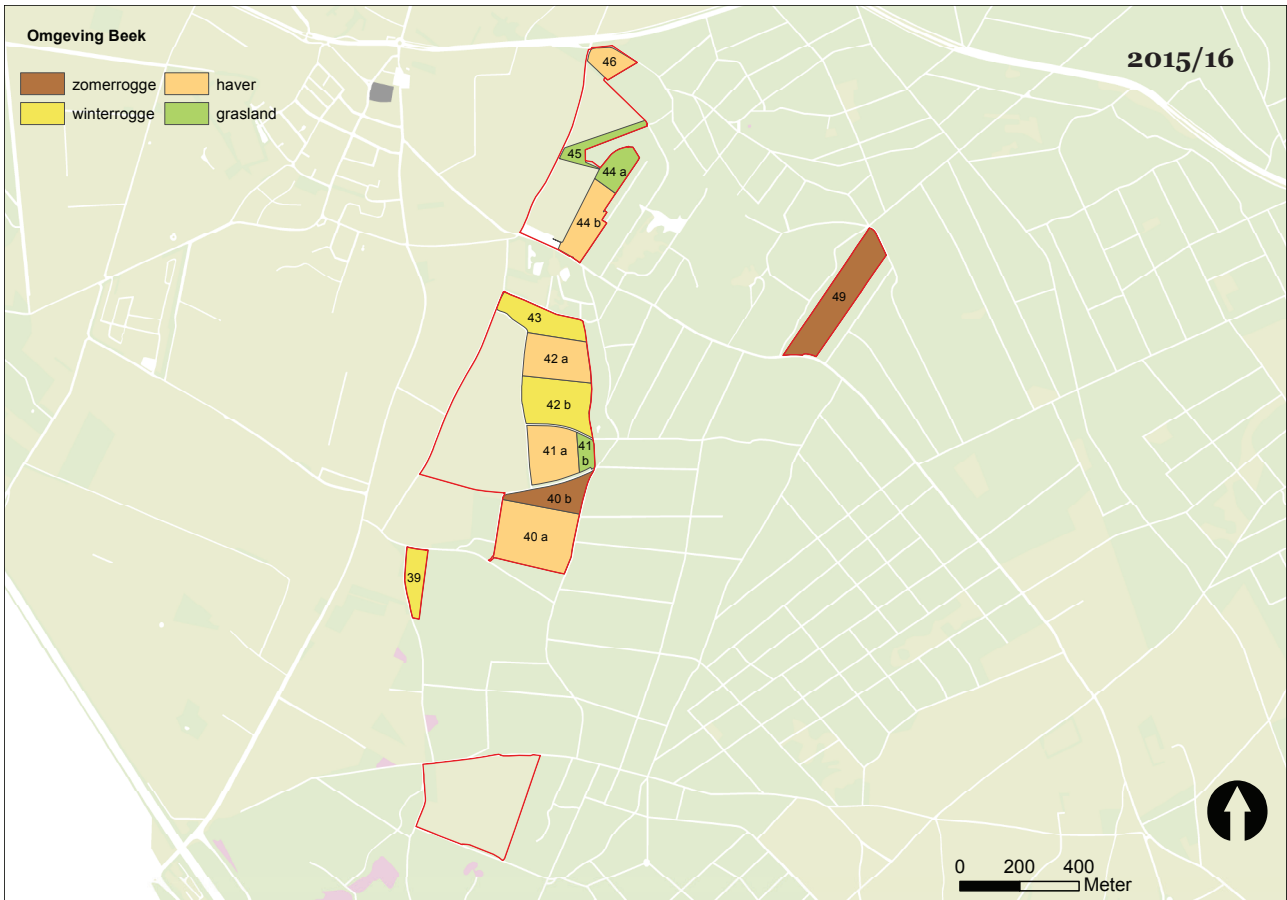 Omgeving Beek
2015/16
zomerrogge
haver
winterrogge
grasland
46
45
44 a
44 b
49
43
42 a
42 b
41 a
41
b
40 b
40 a
39
0 200 400
Meter